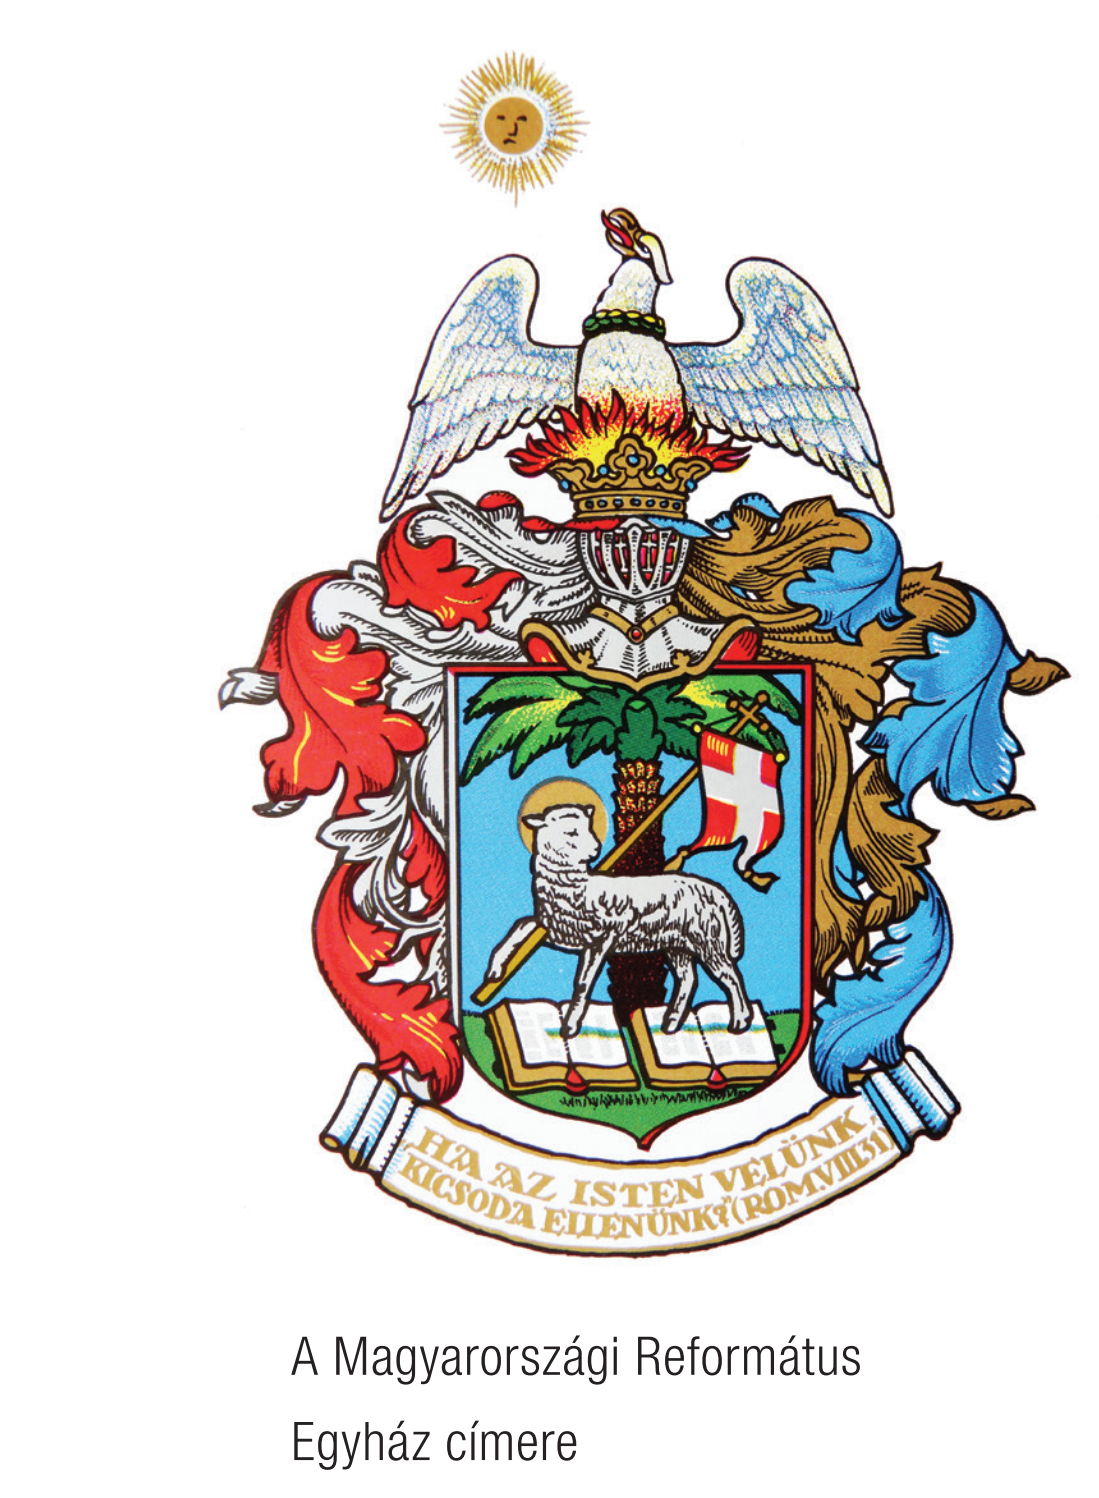 „HA AZ ISTEN VELÜNK,
KICSODA ELLENÜNK?” (ROM.VIII.31)
A Magyarországi Református
Egyház címere